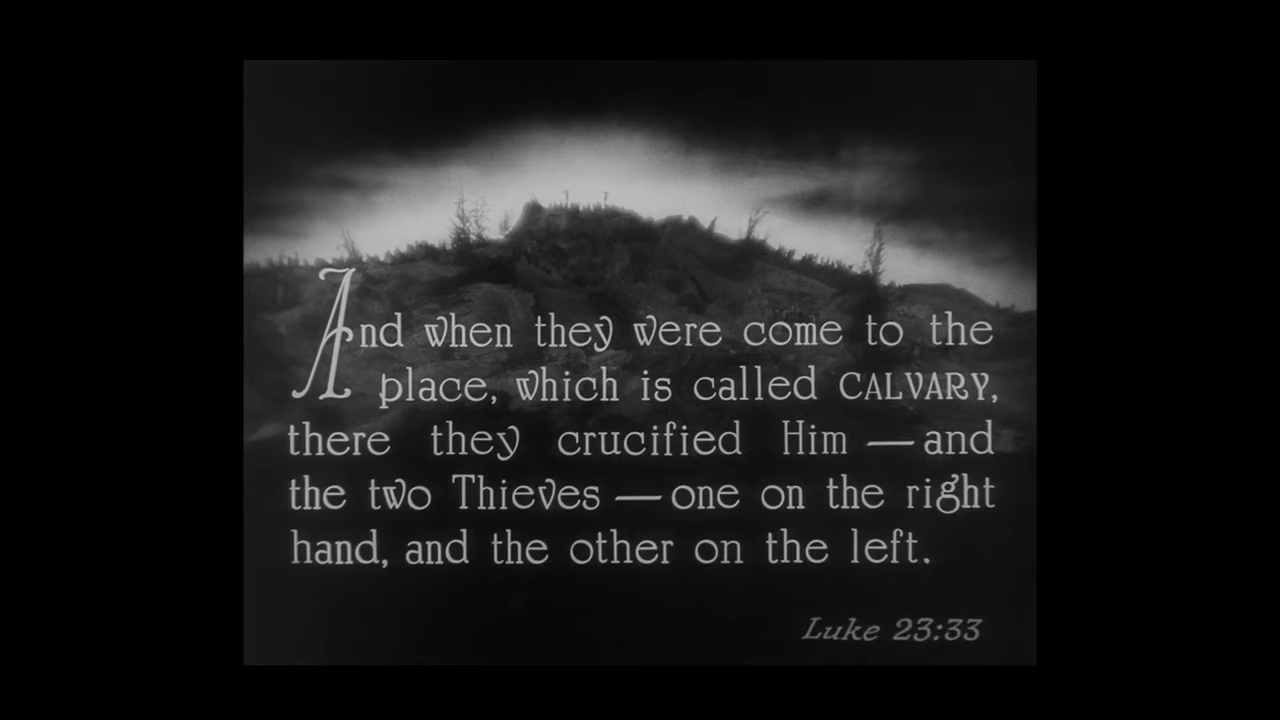 And when they were come to the
place, which is called CALVARY,
there they crucified Him — and
the two Thieves — one on the right
hand, and the other on the left.
Luke 23:33